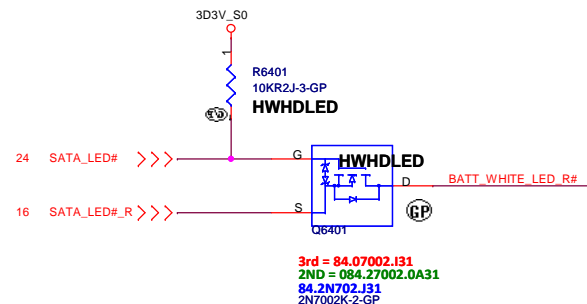 3D3V_S0
1
R6401
10KR2J-3-GP
HWHDLED
24 SATA_LED# G
HWHDLED
D BATT_WHITE_LED_R#
16 SATA_LED#_R S
GP
Q6401
3rd = 84.07002.I31
2ND = 084.27002.0A31
84.2N702.J31
2N7002K-2-GP